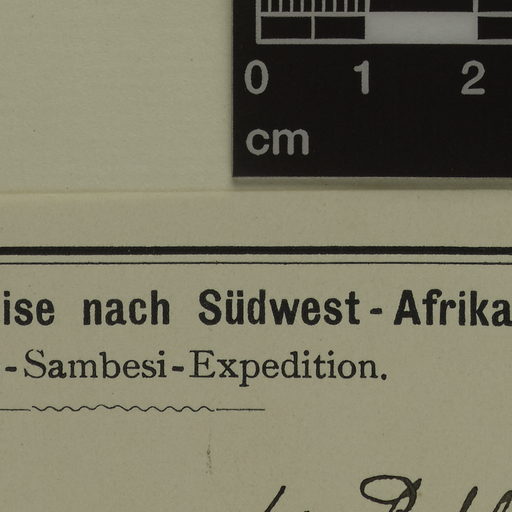 0 1 2
cm
ise nach Südwest-Afrika
-Sambesi-Expedition.